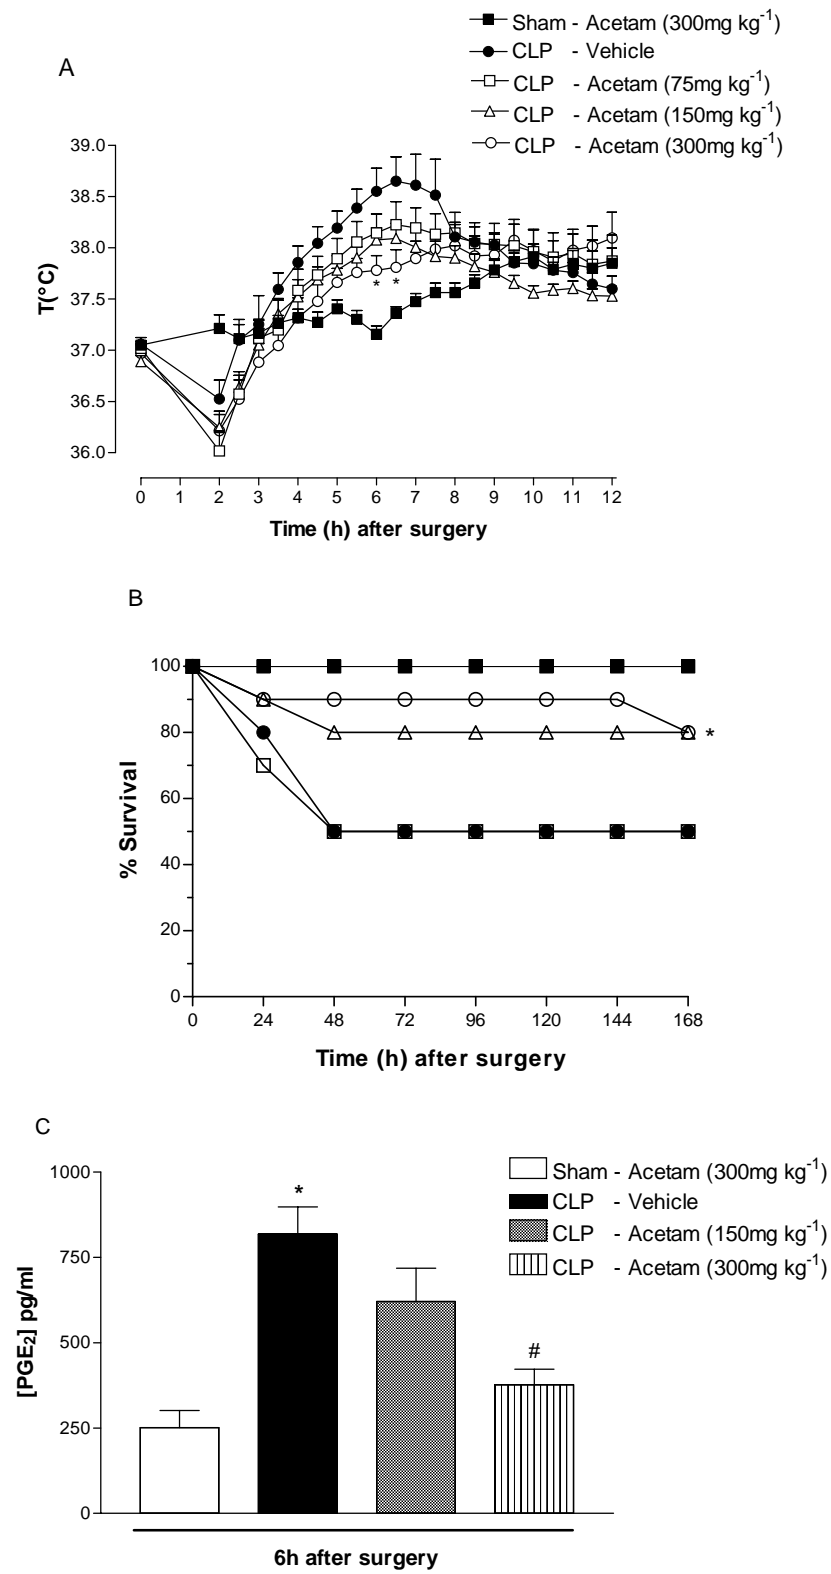 Sham - Acetam (300mg kg⁻¹)
CLP - Vehicle
A
CLP - Acetam (75mg kg⁻¹)
CLP - Acetam (150mg kg⁻¹)
CLP - Acetam (300mg kg⁻¹)
39.0
38.5
38.0
37.5
37.0
36.5
36.0
T(°C)
* *
0 1 2 3 4 5 6 7 8 9 10 11 12
Time (h) after surgery
B
100
80
60
40
20
0
% Survival
*
0 24 48 72 96 120 144 168
Time (h) after surgery
C
1000
750
500
250
0
[PGE₂] pg/ml
Sham - Acetam (300mg kg⁻¹)
CLP - Vehicle
CLP - Acetam (150mg kg⁻¹)
CLP - Acetam (300mg kg⁻¹)
*
#
6h after surgery